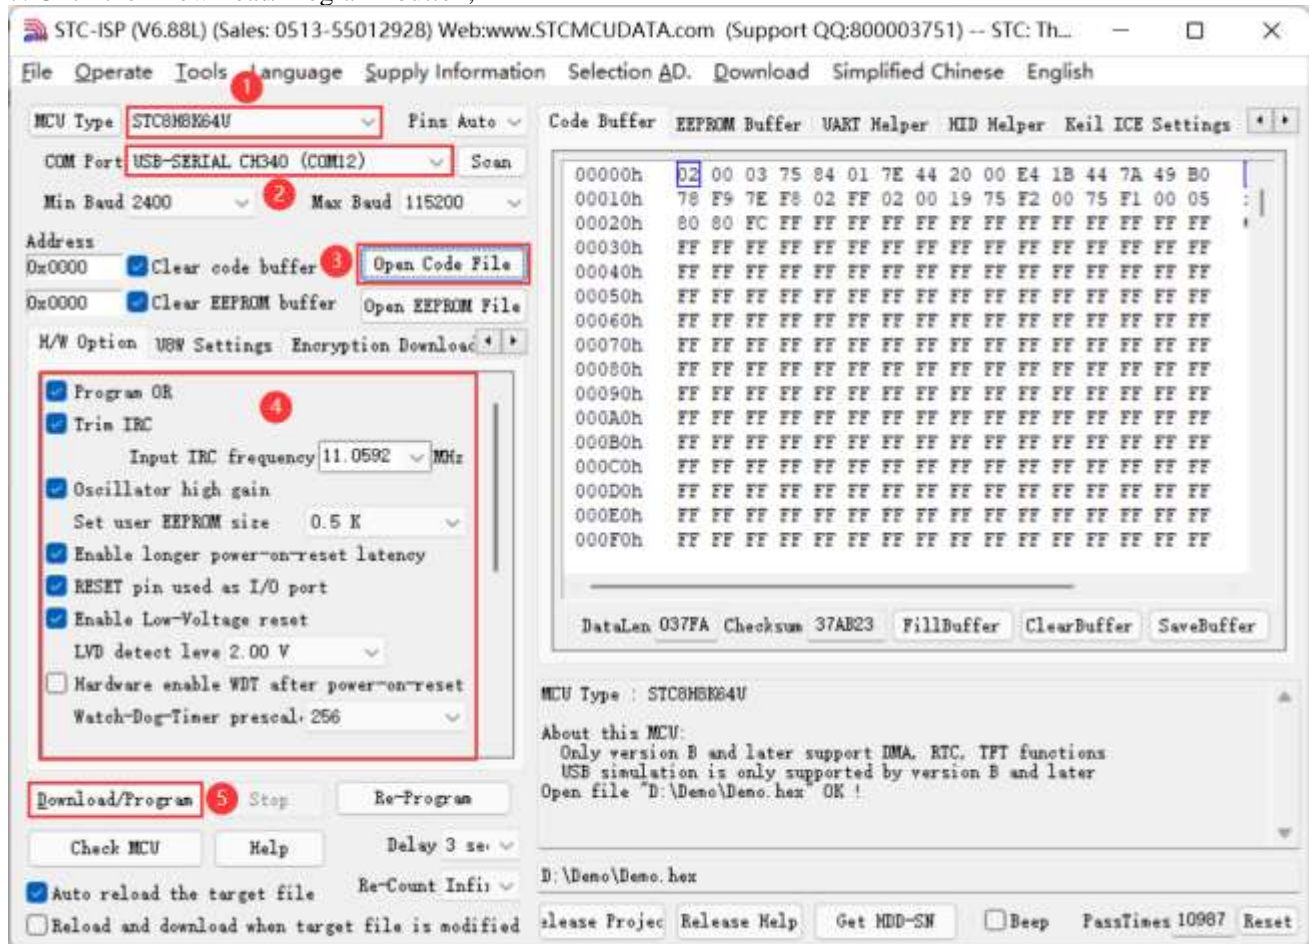 STC-ISP (V6.88L) (Sales: 0513-55012928) Web:www.STCMCUDATA.com (Support QQ:800003751) -- STC: Th...
File Operate Tools Language Supply Information Selection AD. Download Simplified Chinese English
1
MCU Type STC8H8K64U Pins Auto
COM Port USB-SERIAL CH340 (COM12) Scan
2
Min Baud 2400 Max Baud 115200
Address
0x0000 Clear code buffer 3 Open Code File
0x0000 Clear EEPROM buffer Open EEPROM File
H/W Option U8W Settings Encryption Download
4
Program OR
Trim IRC
Input IRC frequency 11.0592 MHz
Oscillator high gain
Set user EEPROM size 0.5 K
Enable longer power-on-reset latency
RESET pin used as I/O port
Enable Low-Voltage reset
LVD detect leve 2.00 V
Hardware enable WDT after power-on-reset
Watch-Dog-Timer prescal 256
Download/Program 5 Stop Re-Program
Check MCU Help Delay 3 se
Auto reload the target file Re-Count Infi
Reload and download when target file is modified
Code Buffer EEPROM Buffer UART Helper HID Helper Keil ICE Settings
00000h 02 00 03 75 84 01 7E 44 20 00 E4 1B 44 7A 49 B0
00010h 78 F9 7E F8 02 FF 02 00 19 75 F2 00 75 F1 00 05
00020h 80 80 FC FF FF FF FF FF FF FF FF FF FF FF FF FF
00030h FF FF FF FF FF FF FF FF FF FF FF FF FF FF FF FF
00040h FF FF FF FF FF FF FF FF FF FF FF FF FF FF FF FF
00050h FF FF FF FF FF FF FF FF FF FF FF FF FF FF FF FF
00060h FF FF FF FF FF FF FF FF FF FF FF FF FF FF FF FF
00070h FF FF FF FF FF FF FF FF FF FF FF FF FF FF FF FF
00080h FF FF FF FF FF FF FF FF FF FF FF FF FF FF FF FF
00090h FF FF FF FF FF FF FF FF FF FF FF FF FF FF FF FF
000A0h FF FF FF FF FF FF FF FF FF FF FF FF FF FF FF FF
000B0h FF FF FF FF FF FF FF FF FF FF FF FF FF FF FF FF
000C0h FF FF FF FF FF FF FF FF FF FF FF FF FF FF FF FF
000D0h FF FF FF FF FF FF FF FF FF FF FF FF FF FF FF FF
000E0h FF FF FF FF FF FF FF FF FF FF FF FF FF FF FF FF
000F0h FF FF FF FF FF FF FF FF FF FF FF FF FF FF FF FF
DataLen 037FA Checksum 37AB23 FillBuffer ClearBuffer SaveBuffer
MCU Type : STC8H8K64U
About this MCU:
Only version B and later support DMA, RTC, TFT functions
USB simulation is only supported by version B and later
Open file "D:\Demo\Demo.hex" OK !
D:\Demo\Demo.hex
elease Projec Release Help Get HDD-SN Beep PassTimes 10987 Reset